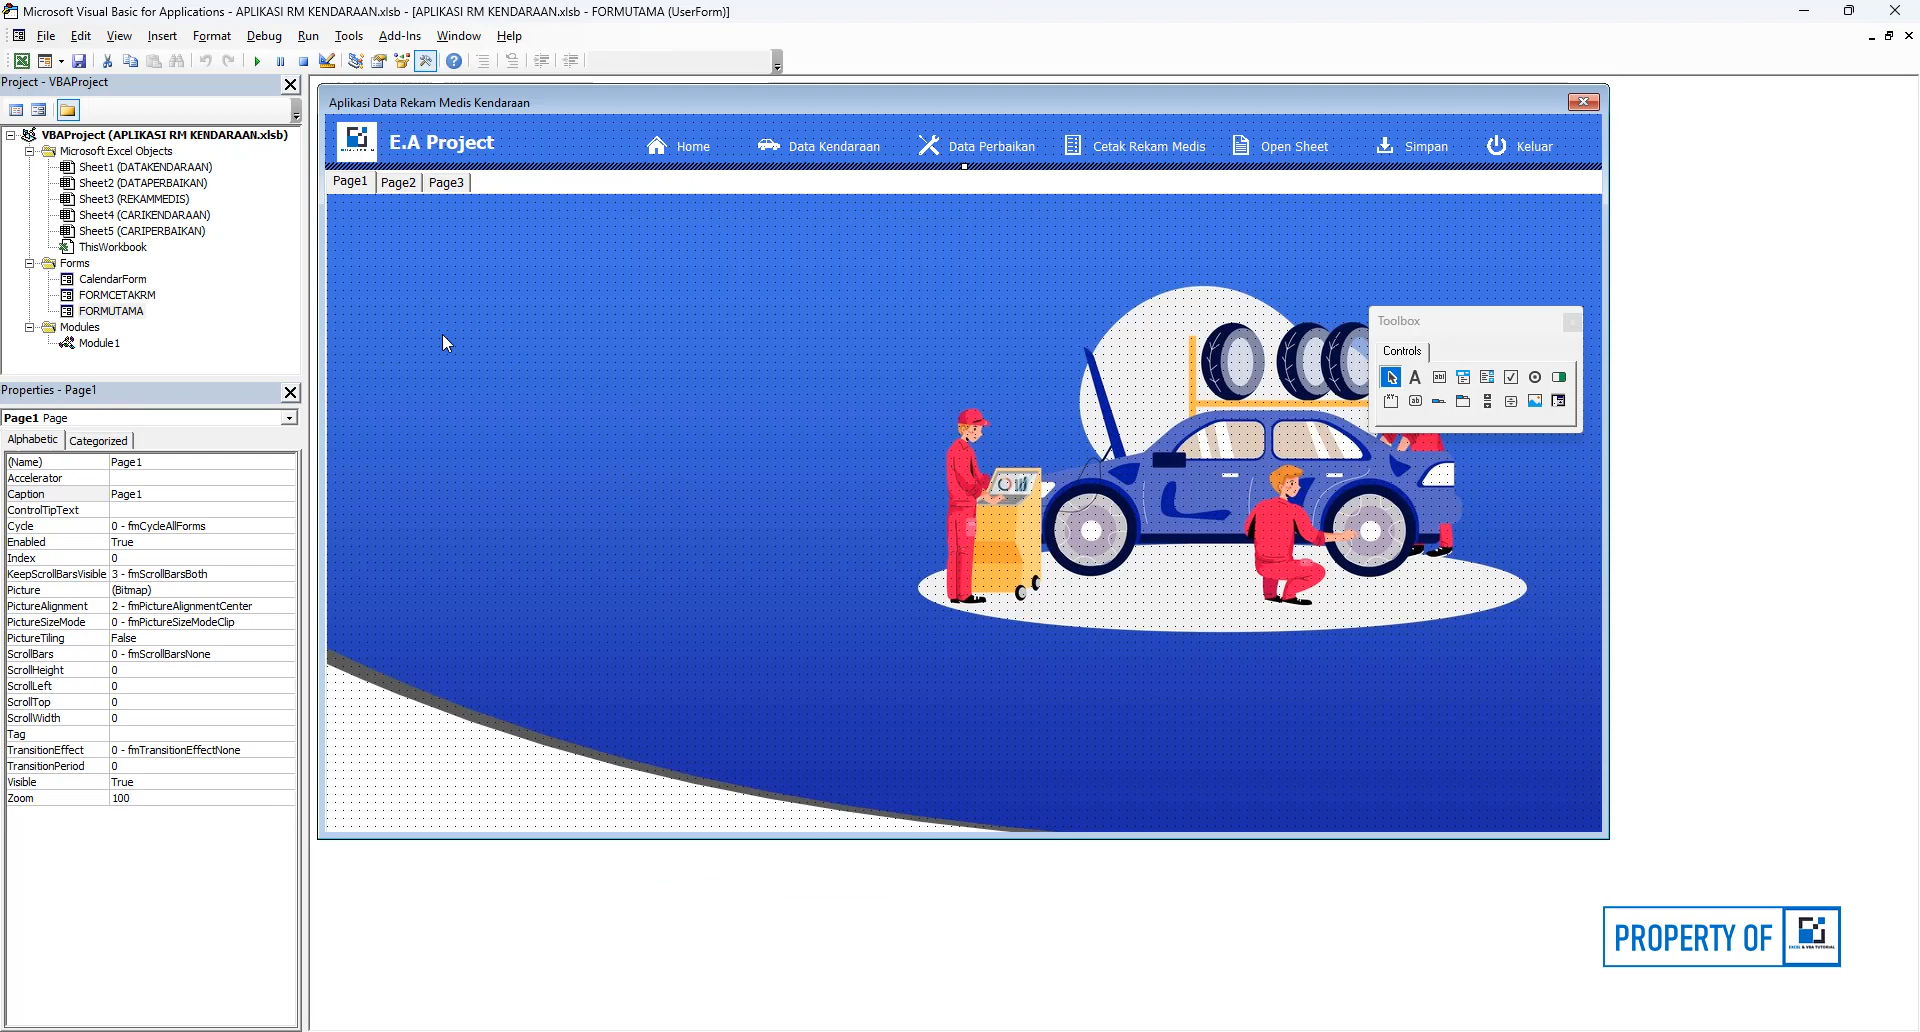 Microsoft Visual Basic for Applications - APLIKASI RM KENDARAAN.xlsb - [APLIKASI RM KENDARAAN.xlsb - FORMUTAMA (UserForm)]
File Edit View Insert Format Debug Run Tools Add-Ins Window Help
Project - VBAProject
VBAProject (APLIKASI RM KENDARAAN.xlsb)
Microsoft Excel Objects
Sheet1 (DATAKENDARAAN)
Sheet2 (DATAPERBAIKAN)
Sheet3 (REKAMMEDIS)
Sheet4 (CARIKENDARAAN)
Sheet5 (CARIPERBAIKAN)
ThisWorkbook
Forms
CalendarForm
FORMCETAKRM
FORMUTAMA
Modules
Module1
Properties - Page1
Page1 Page
Alphabetic Categorized
(Name) Page1
Accelerator
Caption Page1
ControlTipText
Cycle 0 - fmCycleAllForms
Enabled True
Index 0
KeepScrollBarsVisible 3 - fmScrollBarsBoth
Picture (Bitmap)
PictureAlignment 2 - fmPictureAlignmentCenter
PictureSizeMode 0 - fmPictureSizeModeClip
PictureTiling False
ScrollBars 0 - fmScrollBarsNone
ScrollHeight 0
ScrollLeft 0
ScrollTop 0
ScrollWidth 0
Tag
TransitionEffect 0 - fmTransitionEffectNone
TransitionPeriod 0
Visible True
Zoom 100
Aplikasi Data Rekam Medis Kendaraan
E.A Project
Home Data Kendaraan Data Perbaikan Cetak Rekam Medis Open Sheet Simpan Keluar
Page1 Page2 Page3
Toolbox
Controls
PROPERTY OF
EXCEL & VBA TUTORIAL